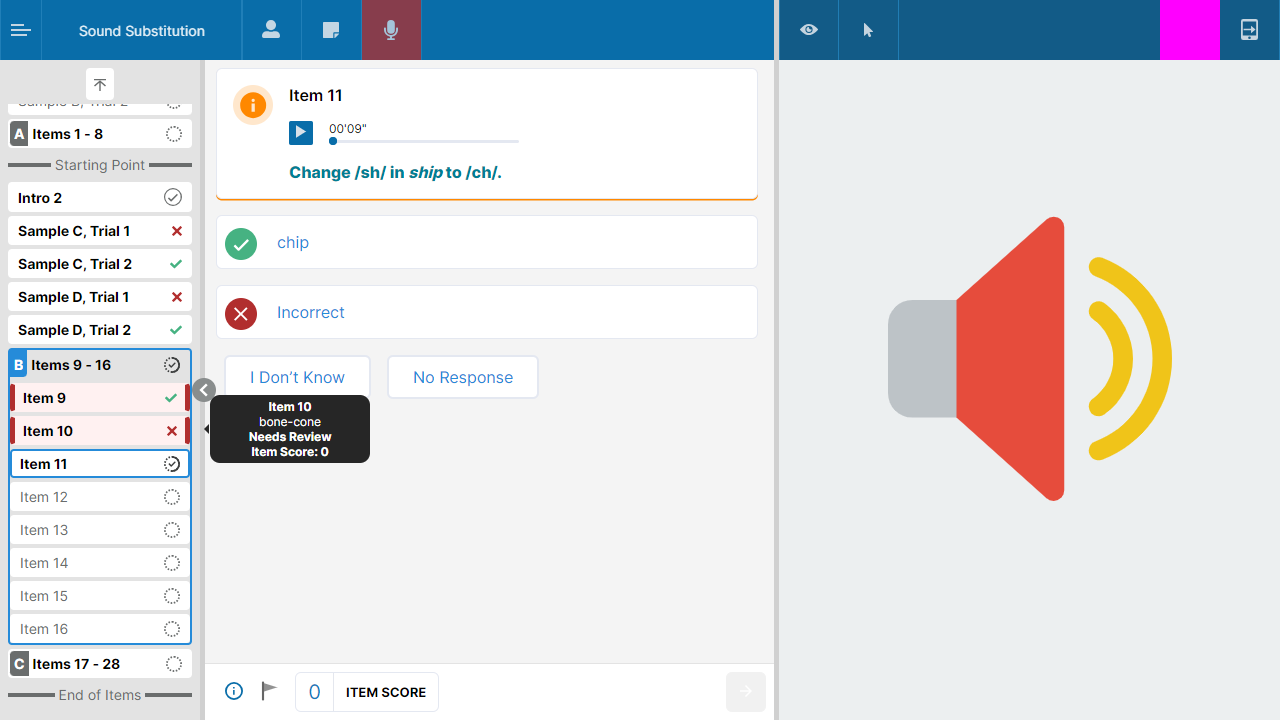 Sound Substitution
A Items 1 - 8
Starting Point
Intro 2
Sample C, Trial 1
Sample C, Trial 2
Sample D, Trial 1
Sample D, Trial 2
B Items 9 - 16
Item 9
Item 10
Item 11
Item 12
Item 13
Item 14
Item 15
Item 16
C Items 17 - 28
End of Items
Item 11
00'09"
Change /sh/ in ship to /ch/.
chip
Incorrect
I Don’t Know
No Response
Item 10
bone-cone
Needs Review
Item Score: 0
0 ITEM SCORE